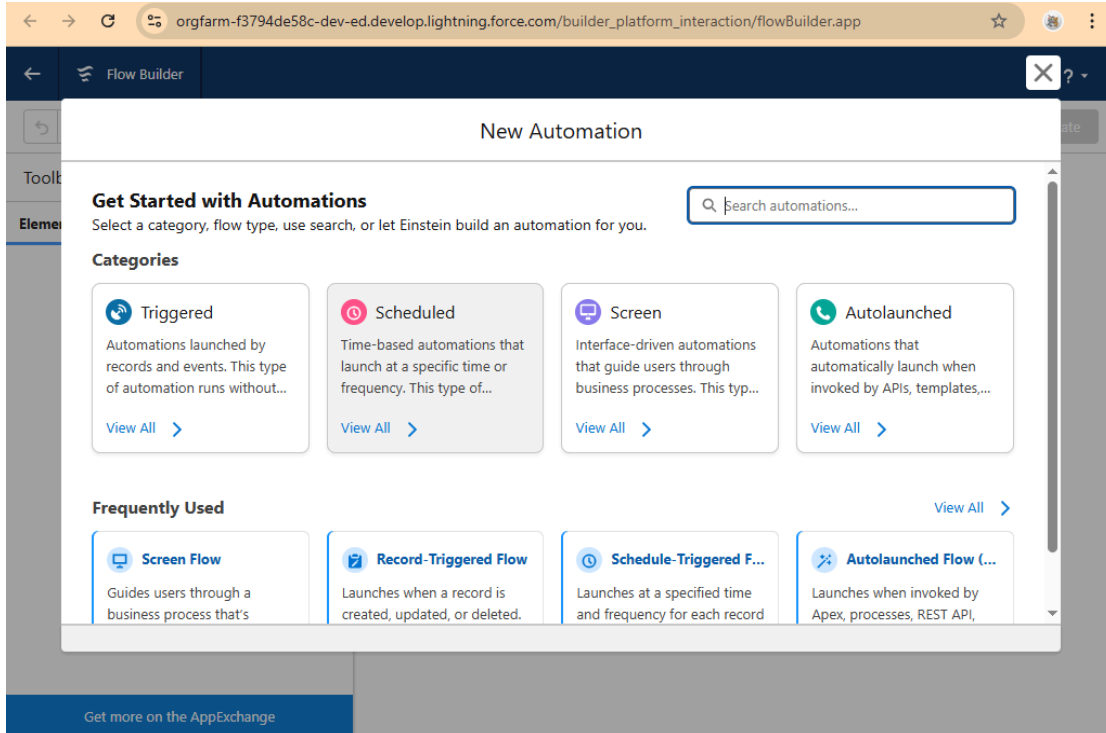 orgfarm-f3794de58c-dev-ed.develop.lightning.force.com/builder_platform_interaction/flowBuilder.app
Flow Builder
?
New Automation
ate
Toolb
Get Started with Automations
Search automations...
Elemen
Select a category, flow type, use search, or let Einstein build an automation for you.
Categories
Triggered
Automations launched by
records and events. This type
of automation runs without...
View All
Scheduled
Time-based automations that
launch at a specific time or
frequency. This type of...
View All
Screen
Interface-driven automations
that guide users through
business processes. This typ...
View All
Autolaunched
Automations that
automatically launch when
invoked by APIs, templates,...
View All
Frequently Used
View All
Screen Flow
Guides users through a
business process that's
Record-Triggered Flow
Launches when a record is
created, updated, or deleted.
Schedule-Triggered F...
Launches at a specified time
and frequency for each record
Autolaunched Flow (...
Launches when invoked by
Apex, processes, REST API,
Get more on the AppExchange